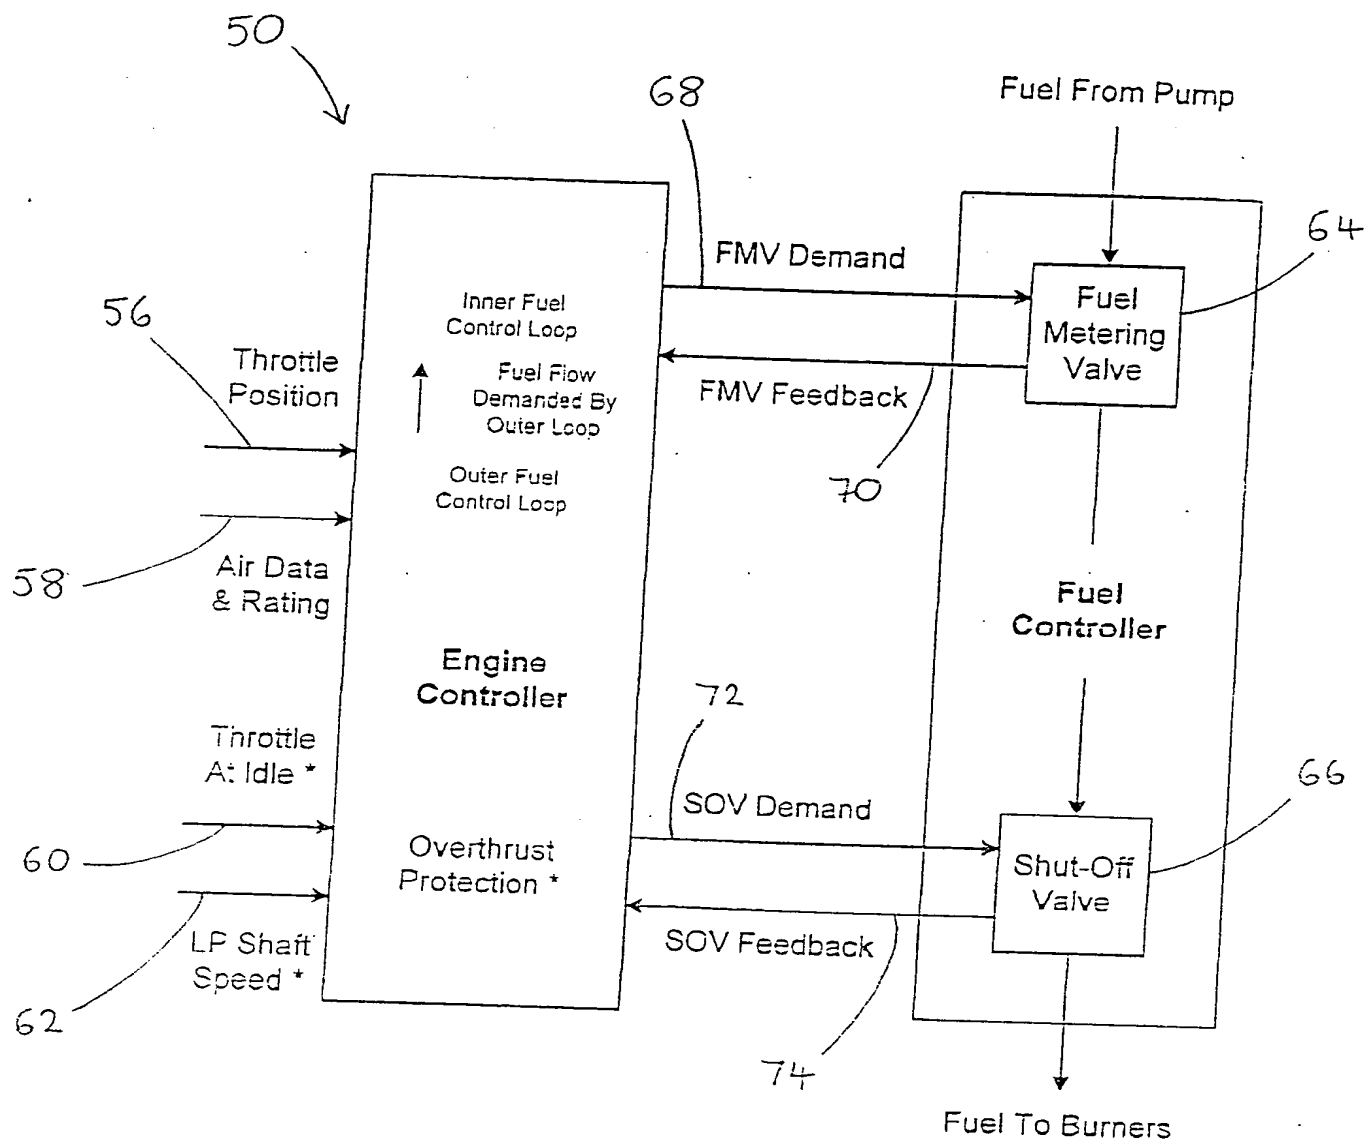 50
68
Fuel From Pump
64
FMV Demand
Fuel
Metering
Valve
56
Inner Fuel
Control Loop
Throttle
Position
Fuel Flow
Demanded By
Outer Loop
FMV Feedback
70
Outer Fuel
Control Loop
58
Air Data
& Rating
Fuel
Controller
Engine
Controller
72
Throttle
At Idle *
66
SOV Demand
60
Overthrust
Protection *
Shut-Off
Valve
LP Shaft
Speed *
SOV Feedback
62
74
Fuel To Burners